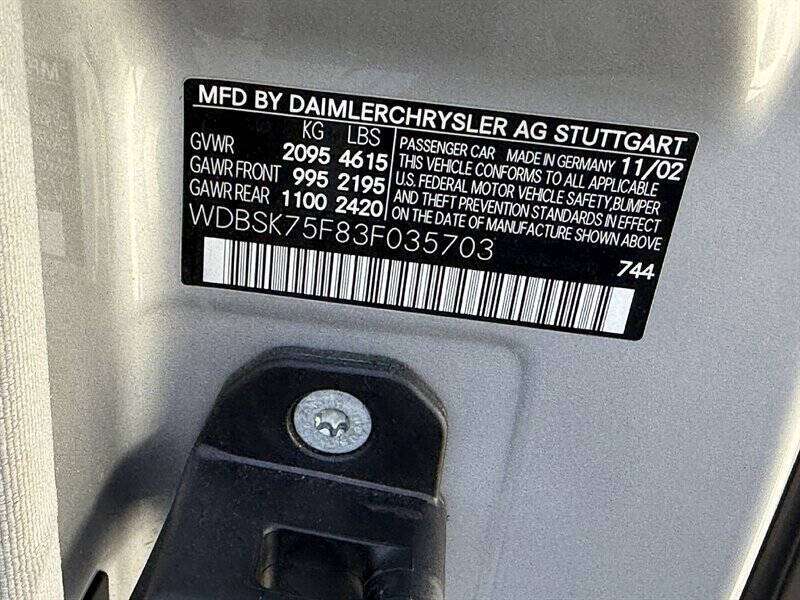 MFD BY DAIMLERCHRYSLER AG STUTTGART
KG LBS
GVWR 2095 4615
GAWR FRONT 995 2195
GAWR REAR 1100 2420
PASSENGER CAR MADE IN GERMANY 11/02
THIS VEHICLE CONFORMS TO ALL APPLICABLE
U.S. FEDERAL MOTOR VEHICLE SAFETY,BUMPER
AND THEFT PREVENTION STANDARDS IN EFFECT
ON THE DATE OF MANUFACTURE SHOWN ABOVE
WDBSK75F83F035703
744